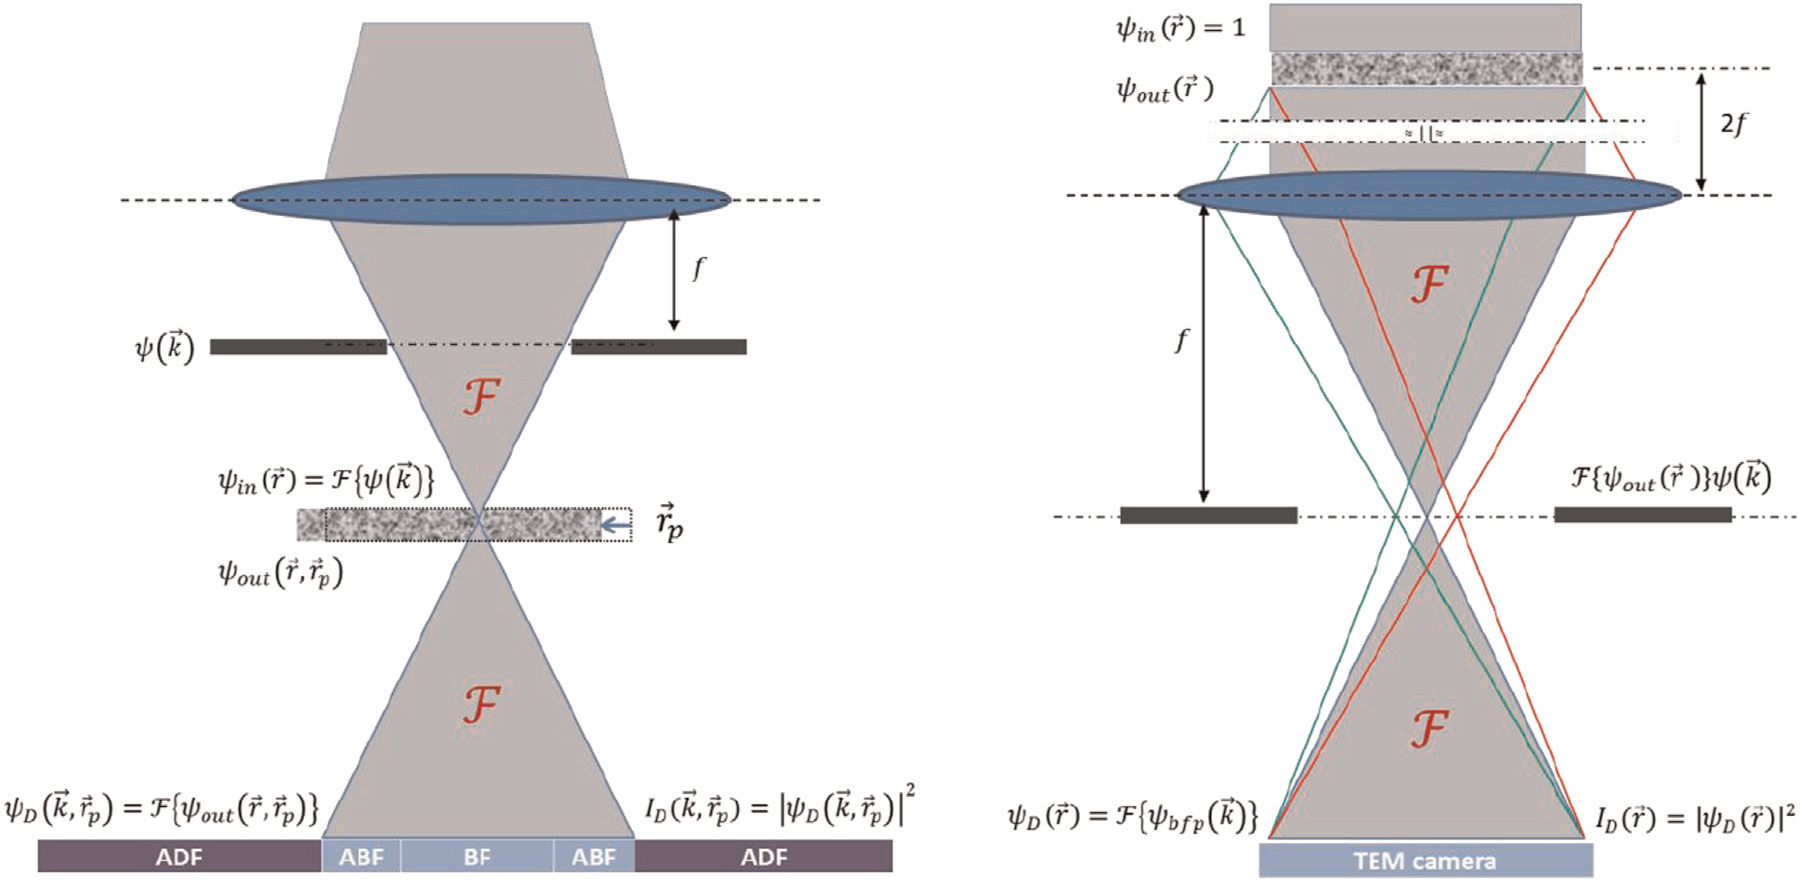 f
ψ(k⃗)
ℱ
ψ_in(r⃗) = ℱ{ψ(k⃗)}
r⃗_p
ψ_out(r⃗, r⃗_p)
ℱ
ψ_D(k⃗, r⃗_p) = ℱ{ψ_out(r⃗, r⃗_p)}
I_D(k⃗, r⃗_p) = |ψ_D(k⃗, r⃗_p)|²
ADF ABF BF ABF ADF
ψ_in(r⃗) = 1
ψ_out(r⃗)
≈ || ≈
2f
ℱ
f
ℱ{ψ_out(r⃗)}ψ(k⃗)
ℱ
ψ_D(r⃗) = ℱ{ψ_bfp(k⃗)}
I_D(r⃗) = |ψ_D(r⃗)|²
TEM camera